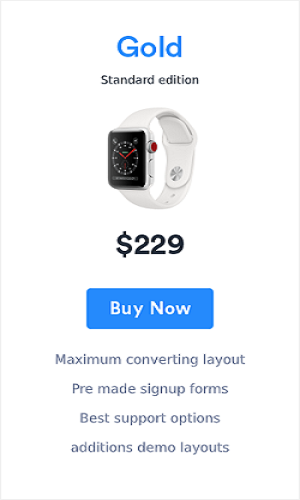 Gold
Standard edition
$229
Buy Now
Maximum converting layout
Pre made signup forms
Best support options
additions demo layouts